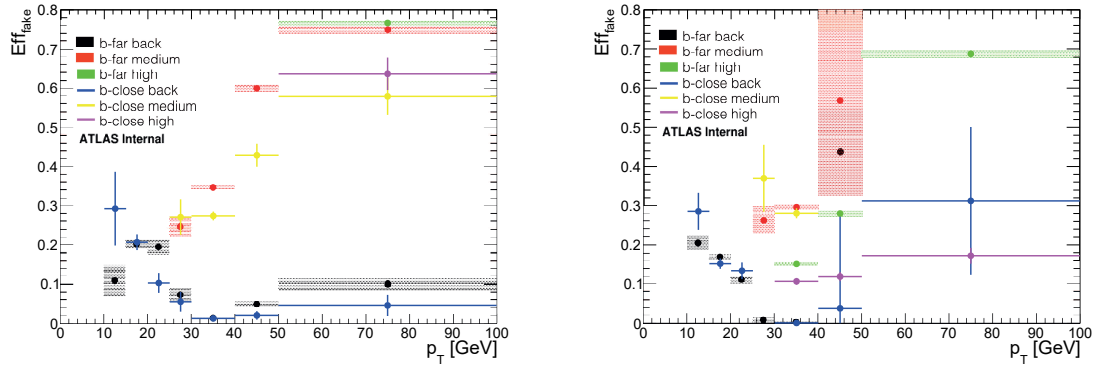 Eff_fake
0.8
0.7
0.6
0.5
0.4
0.3
0.2
0.1
0
b-far back
b-far medium
b-far high
b-close back
b-close medium
b-close high
ATLAS Internal
0 10 20 30 40 50 60 70 80 90 100
p_T [GeV]
Eff_fake
0.8
0.7
0.6
0.5
0.4
0.3
0.2
0.1
0
b-far back
b-far medium
b-far high
b-close back
b-close medium
b-close high
ATLAS Internal
0 10 20 30 40 50 60 70 80 90 100
p_T [GeV]